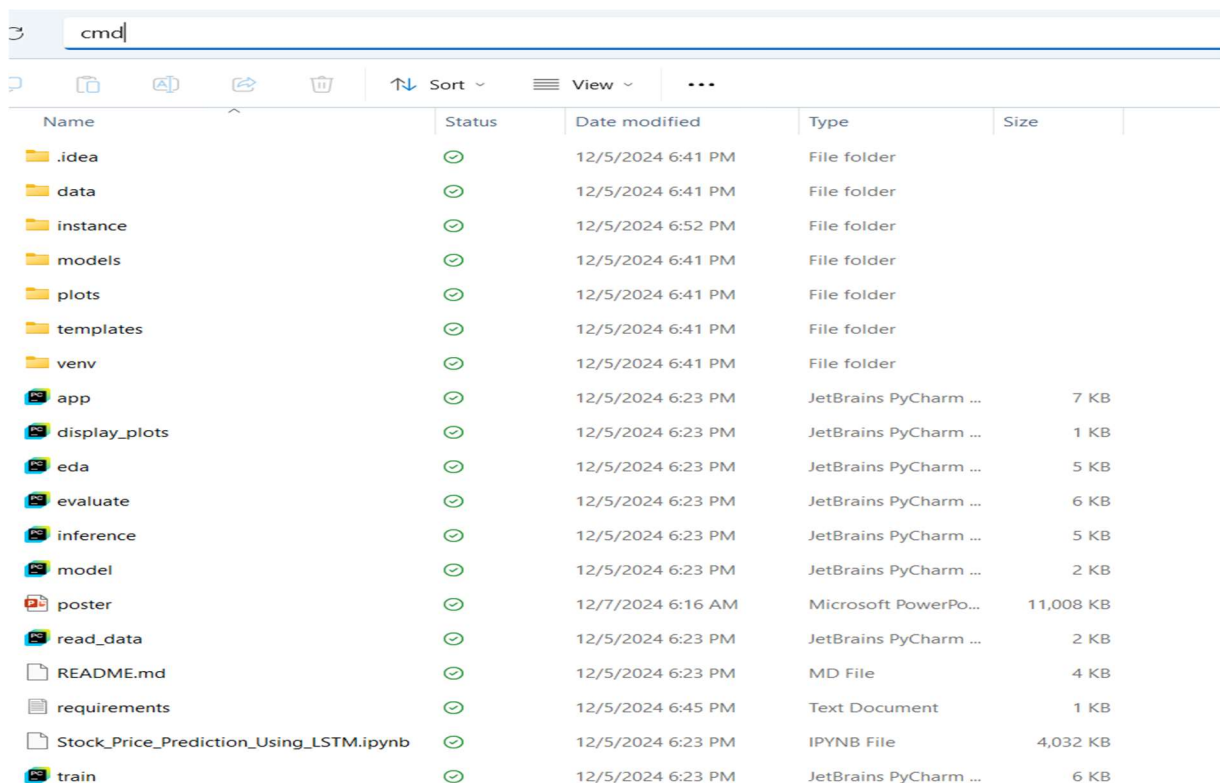 cmd
Sort View
Name Status Date modified Type Size
.idea 12/5/2024 6:41 PM File folder
data 12/5/2024 6:41 PM File folder
instance 12/5/2024 6:52 PM File folder
models 12/5/2024 6:41 PM File folder
plots 12/5/2024 6:41 PM File folder
templates 12/5/2024 6:41 PM File folder
venv 12/5/2024 6:41 PM File folder
app 12/5/2024 6:23 PM JetBrains PyCharm ... 7 KB
display_plots 12/5/2024 6:23 PM JetBrains PyCharm ... 1 KB
eda 12/5/2024 6:23 PM JetBrains PyCharm ... 5 KB
evaluate 12/5/2024 6:23 PM JetBrains PyCharm ... 6 KB
inference 12/5/2024 6:23 PM JetBrains PyCharm ... 5 KB
model 12/5/2024 6:23 PM JetBrains PyCharm ... 2 KB
poster 12/7/2024 6:16 AM Microsoft PowerPo... 11,008 KB
read_data 12/5/2024 6:23 PM JetBrains PyCharm ... 2 KB
README.md 12/5/2024 6:23 PM MD File 4 KB
requirements 12/5/2024 6:45 PM Text Document 1 KB
Stock_Price_Prediction_Using_LSTM.ipynb 12/5/2024 6:23 PM IPYNB File 4,032 KB
train 12/5/2024 6:23 PM JetBrains PyCharm ... 6 KB